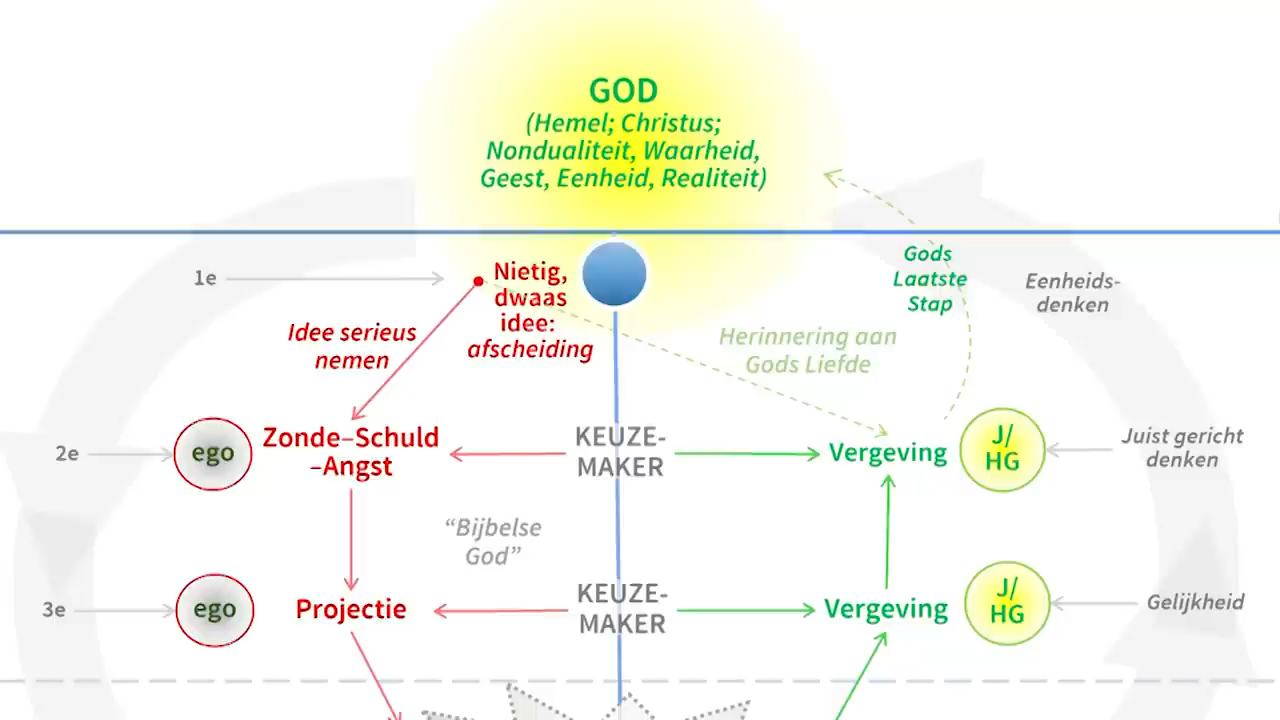 GOD
(Hemel; Christus;
Nondualiteit, Waarheid,
Geest, Eenheid, Realiteit)
1e
Nietig,
dwaas
idee:
afscheiding
Gods
Laatste
Stap
Eenheids-
denken
Idee serieus
nemen
Herinnering aan
Gods Liefde
2e
ego
Zonde–Schuld
–Angst
KEUZE-
MAKER
Vergeving
J/
HG
Juist gericht
denken
“Bijbelse
God”
3e
ego
Projectie
KEUZE-
MAKER
Vergeving
J/
HG
Gelijkheid